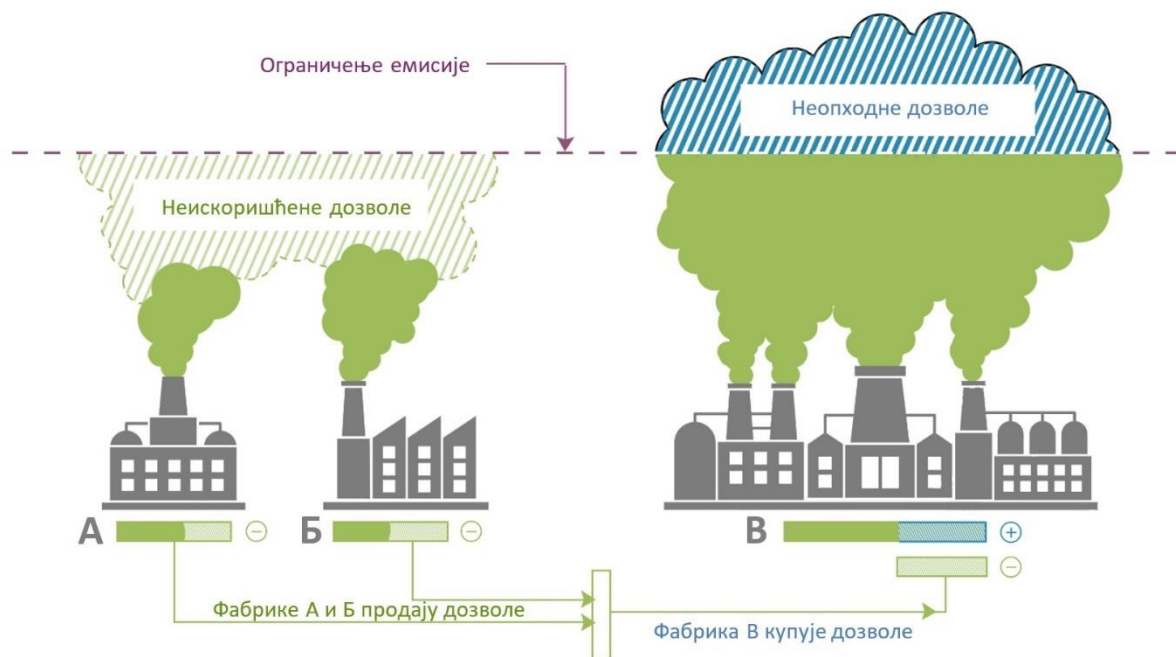 Ограничење емисије
Неопходне дозволе
Неискоришћене дозволе
А
Б
В
Фабрике А и Б продају дозволе
Фабрика В купује дозволе